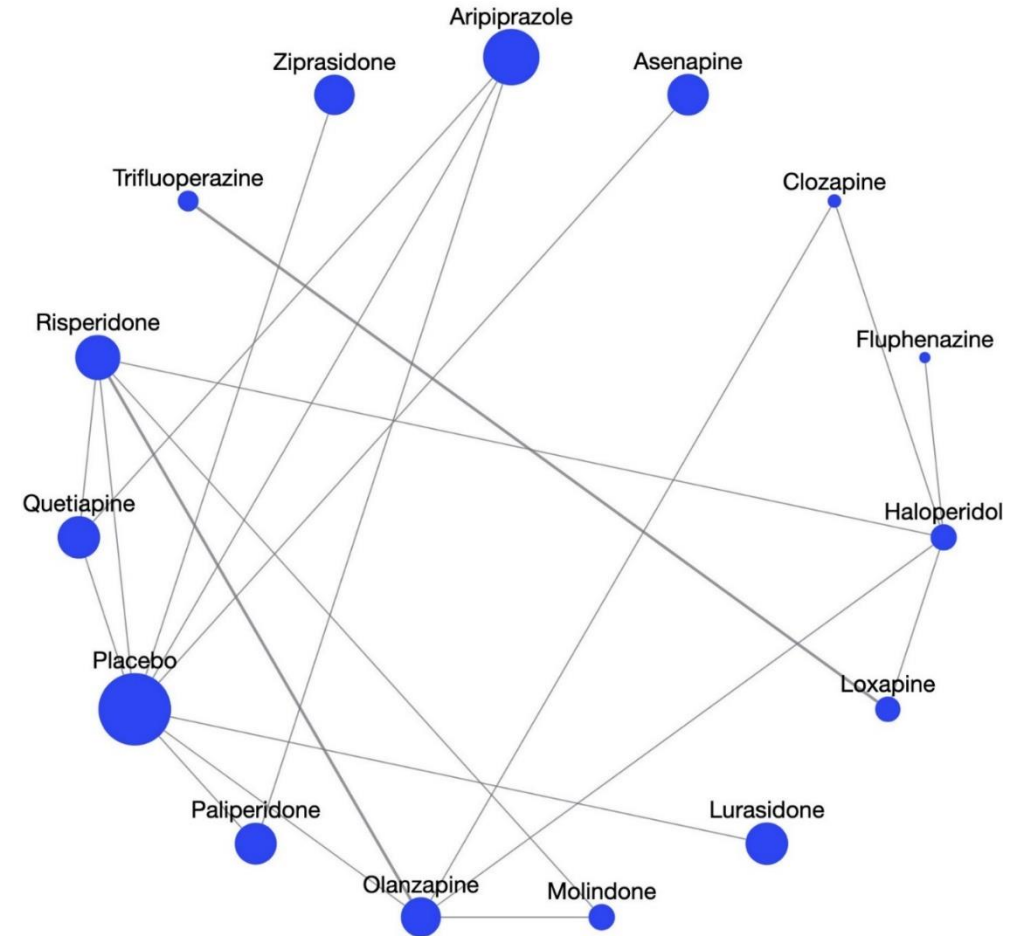 Aripiprazole
Ziprasidone
Asenapine
Trifluoperazine
Clozapine
Risperidone
Fluphenazine
Quetiapine
Haloperidol
Placebo
Loxapine
Paliperidone
Lurasidone
Olanzapine
Molindone